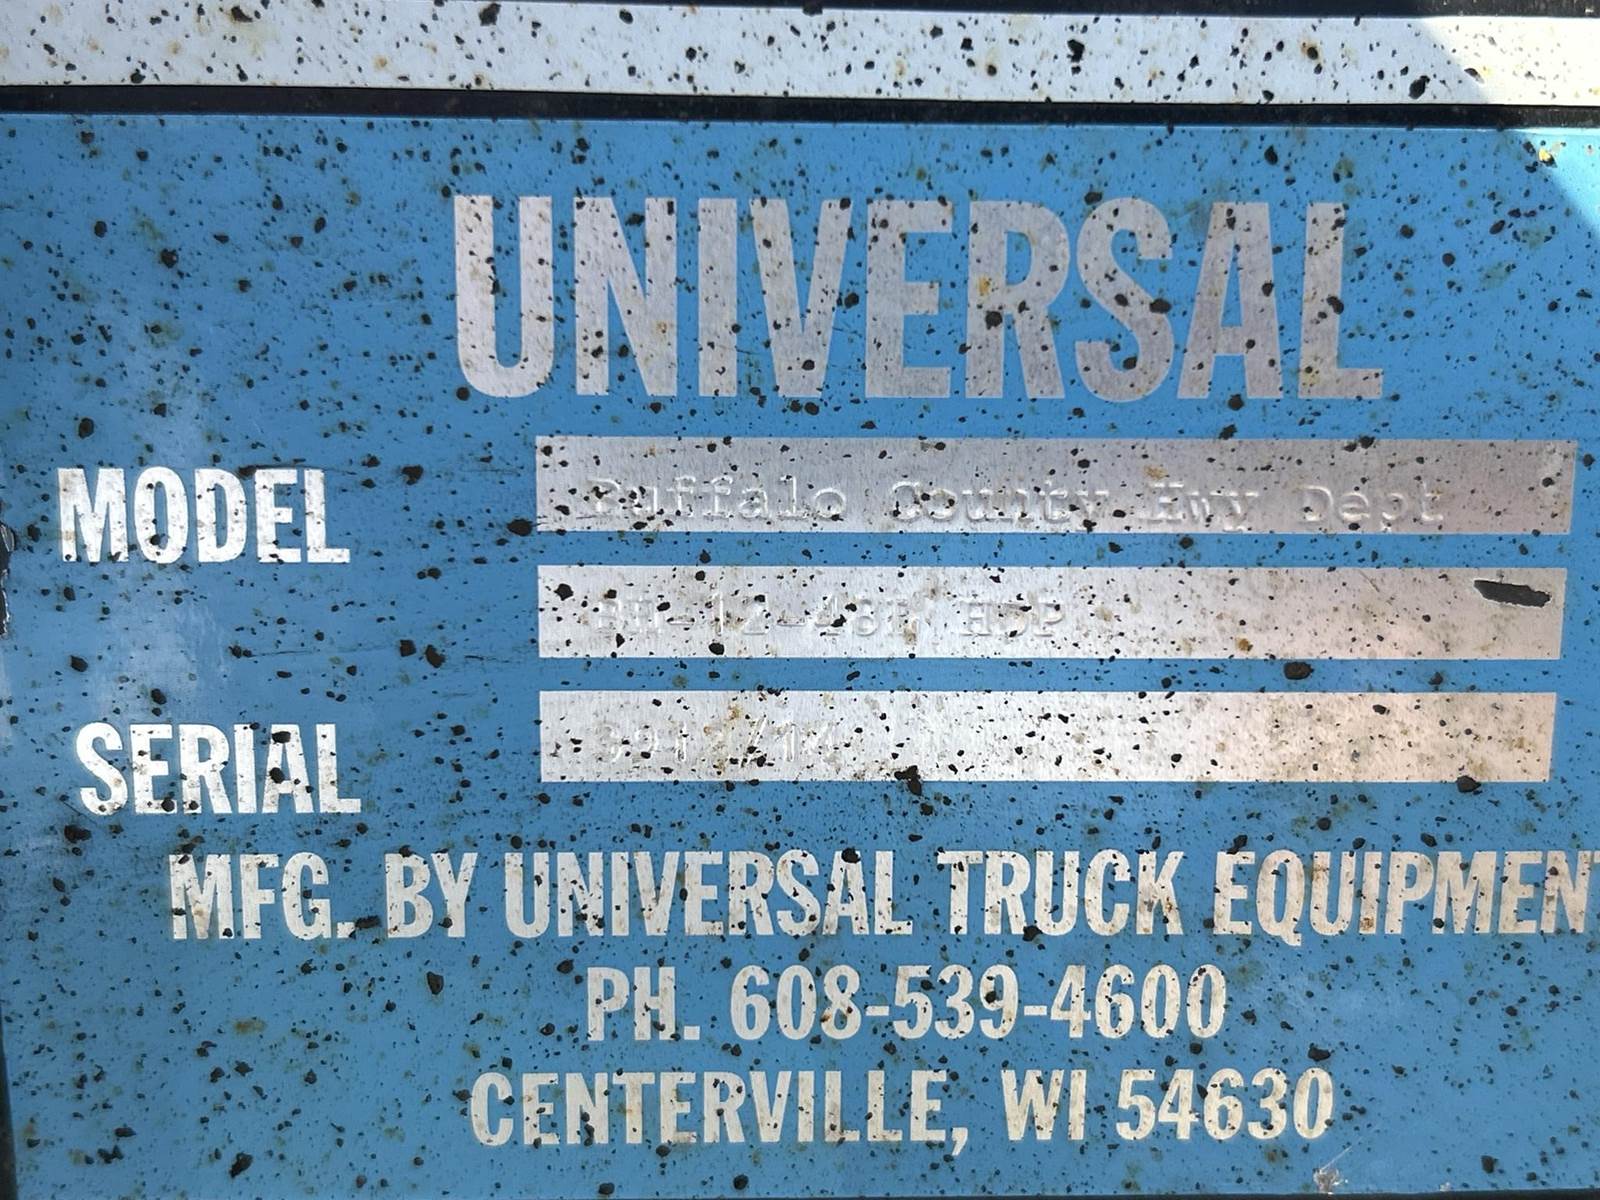 UNIVERSAL
MODEL
Buffalo County Hwy Dept
SERIAL
MFG. BY UNIVERSAL TRUCK EQUIPMENT
PH. 608-539-4600
CENTERVILLE, WI 54630